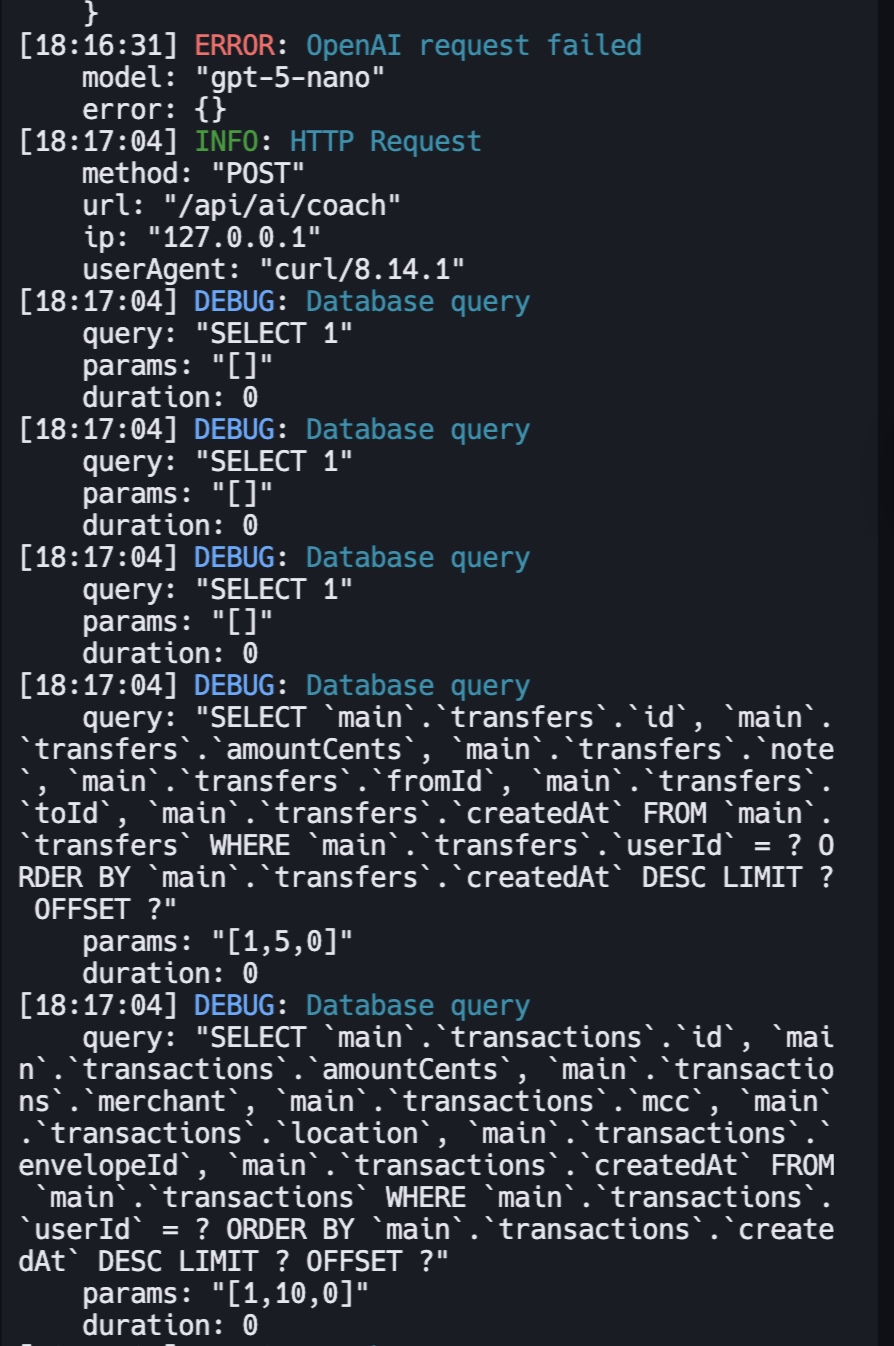 }
[18:16:31] ERROR: OpenAI request failed
model: "gpt-5-nano"
error: {}
[18:17:04] INFO: HTTP Request
method: "POST"
url: "/api/ai/coach"
ip: "127.0.0.1"
userAgent: "curl/8.14.1"
[18:17:04] DEBUG: Database query
query: "SELECT 1"
params: "[]"
duration: 0
[18:17:04] DEBUG: Database query
query: "SELECT 1"
params: "[]"
duration: 0
[18:17:04] DEBUG: Database query
query: "SELECT 1"
params: "[]"
duration: 0
[18:17:04] DEBUG: Database query
query: "SELECT `main`.`transfers`.`id`, `main`.
`transfers`.`amountCents`, `main`.`transfers`.`note
`, `main`.`transfers`.`fromId`, `main`.`transfers`.
`toId`, `main`.`transfers`.`createdAt` FROM `main`.
`transfers` WHERE `main`.`transfers`.`userId` = ? O
RDER BY `main`.`transfers`.`createdAt` DESC LIMIT ?
OFFSET ?"
params: "[1,5,0]"
duration: 0
[18:17:04] DEBUG: Database query
query: "SELECT `main`.`transactions`.`id`, `mai
n`.`transactions`.`amountCents`, `main`.`transactio
ns`.`merchant`, `main`.`transactions`.`mcc`, `main`
.`transactions`.`location`, `main`.`transactions`.`
envelopeId`, `main`.`transactions`.`createdAt` FROM
`main`.`transactions` WHERE `main`.`transactions`.
`userId` = ? ORDER BY `main`.`transactions`.`create
dAt` DESC LIMIT ? OFFSET ?"
params: "[1,10,0]"
duration: 0